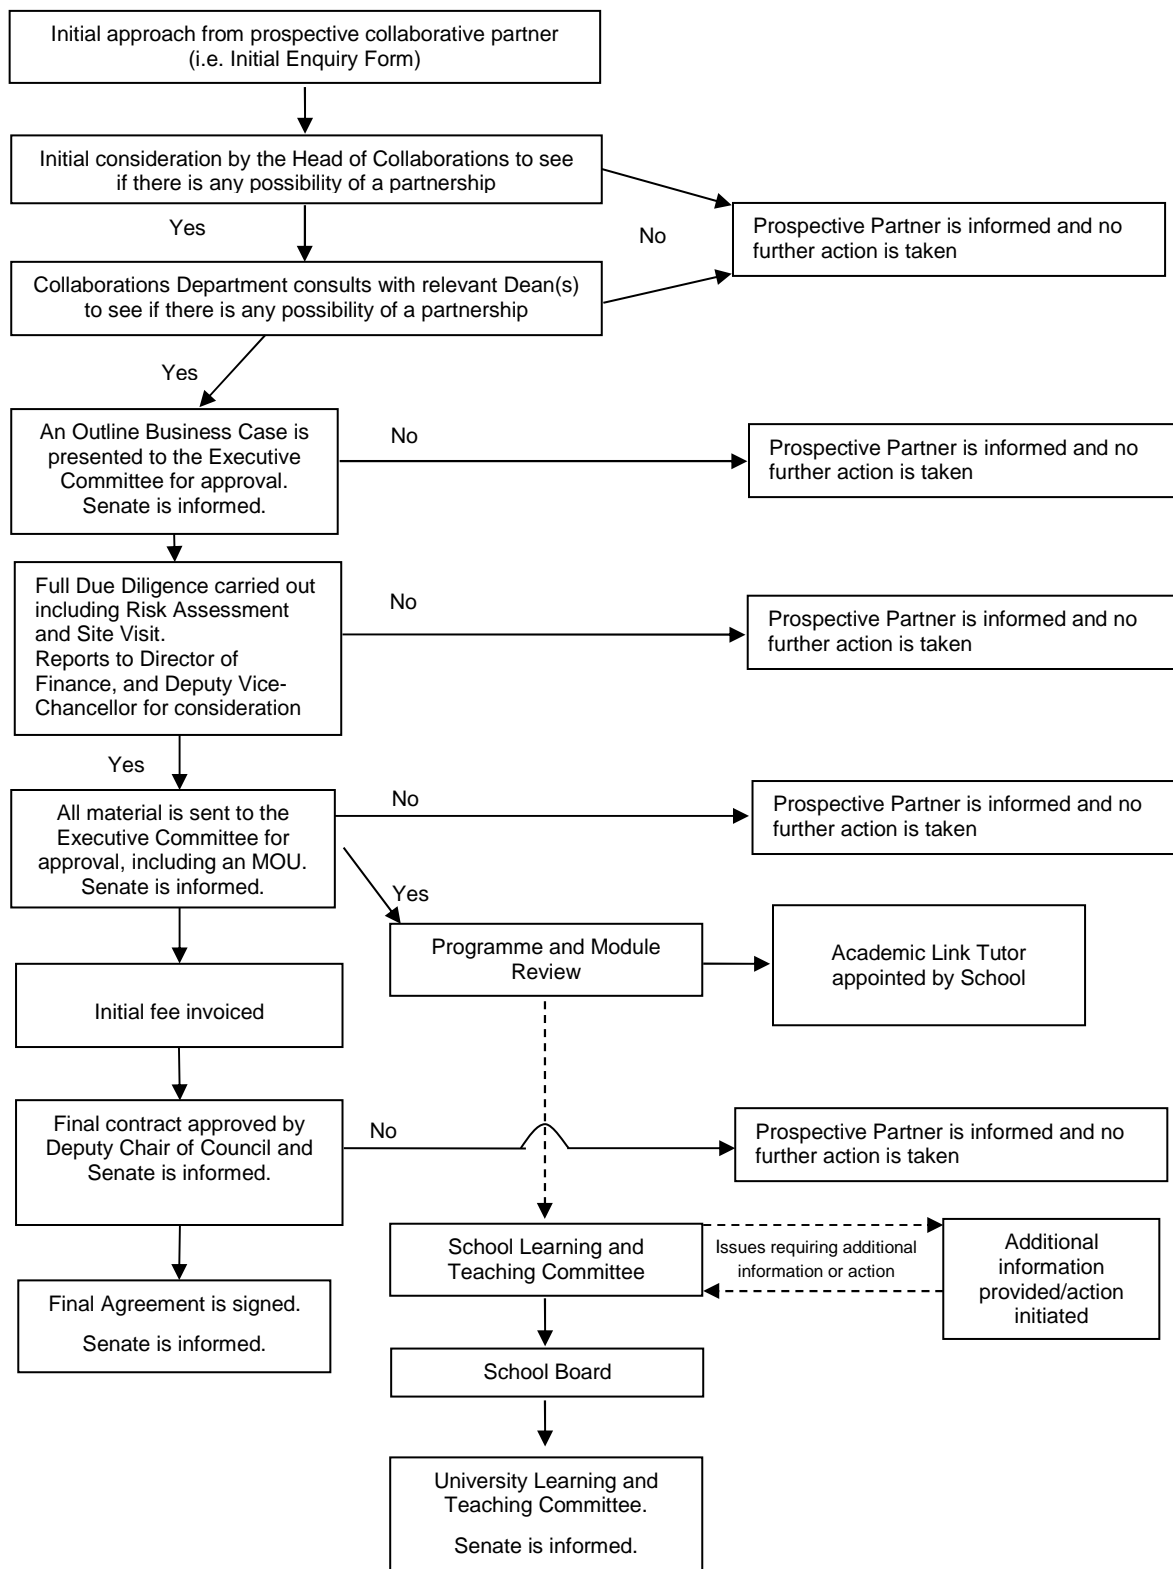 Initial approach from prospective collaborative partner
(i.e. Initial Enquiry Form)
Initial consideration by the Head of Collaborations to see
if there is any possibility of a partnership
Yes
No
Prospective Partner is informed and no
further action is taken
Collaborations Department consults with relevant Dean(s)
to see if there is any possibility of a partnership
Yes
An Outline Business Case is
presented to the Executive
Committee for approval.
Senate is informed.
No
Prospective Partner is informed and no
further action is taken
Full Due Diligence carried out
including Risk Assessment
and Site Visit.
Reports to Director of
Finance, and Deputy Vice-
Chancellor for consideration
No
Prospective Partner is informed and no
further action is taken
Yes
All material is sent to the
Executive Committee for
approval, including an MOU.
Senate is informed.
No
Prospective Partner is informed and no
further action is taken
Yes
Programme and Module
Review
Academic Link Tutor
appointed by School
Initial fee invoiced
Final contract approved by
Deputy Chair of Council and
Senate is informed.
No
Prospective Partner is informed and no
further action is taken
School Learning and
Teaching Committee
Issues requiring additional
information or action
Additional
information
provided/action
initiated
Final Agreement is signed.
Senate is informed.
School Board
University Learning and
Teaching Committee.
Senate is informed.